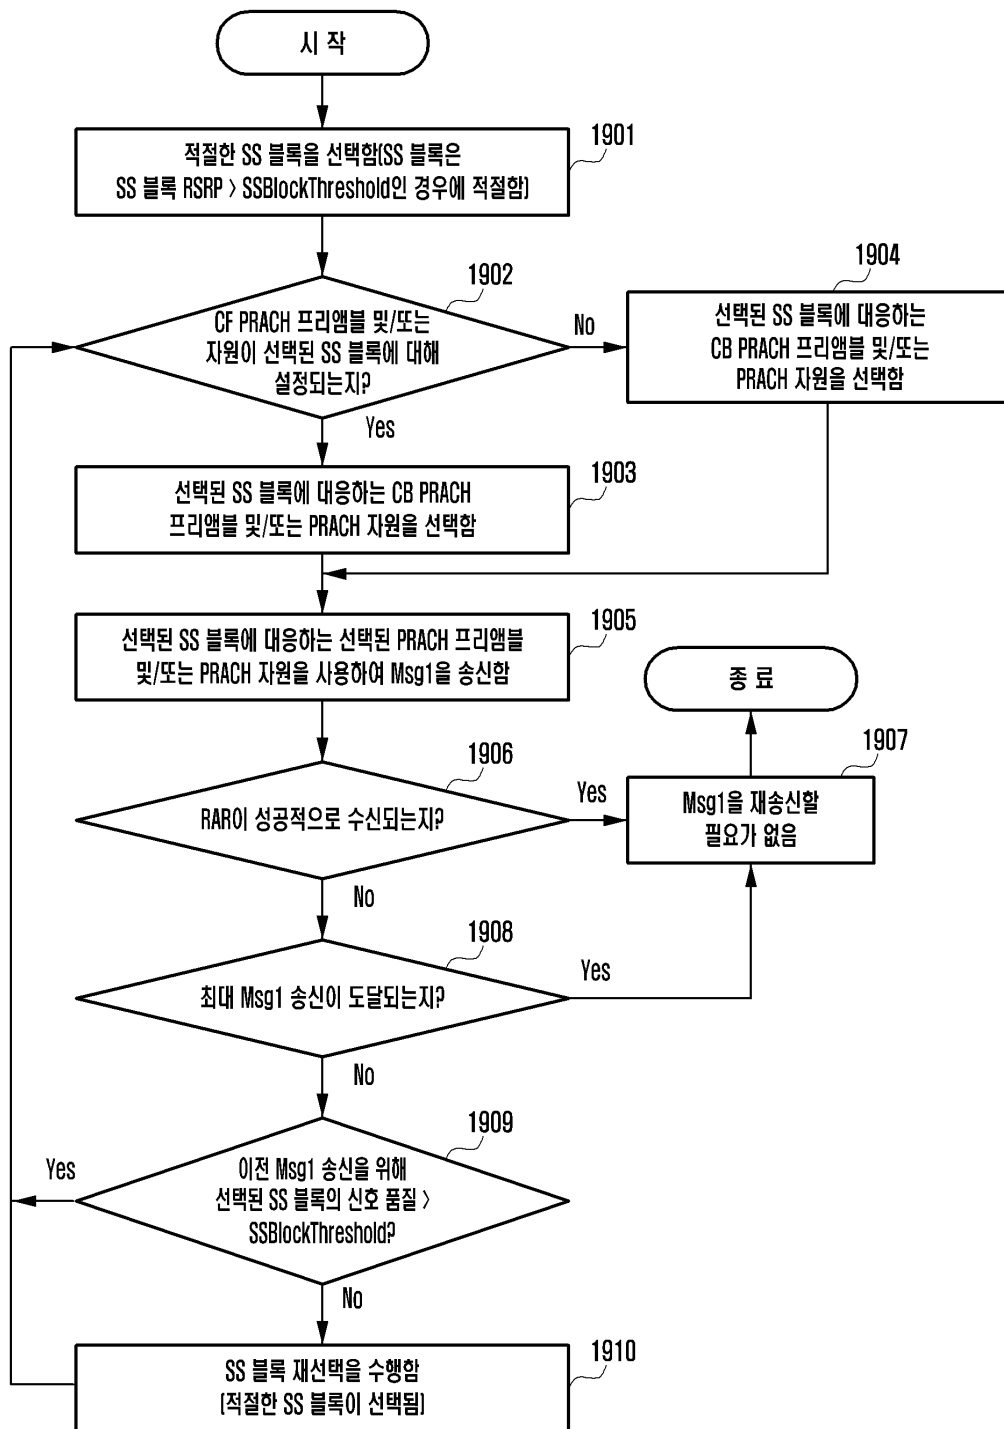 시 작
1901
적절한 SS 블록을 선택함(SS 블록은
SS 블록 RSRP > SSBlockThreshold인 경우에 적절함)
1902
CF PRACH 프리앰블 및/또는
자원이 선택된 SS 블록에 대해
설정되는지?
No
1904
선택된 SS 블록에 대응하는
CB PRACH 프리앰블 및/또는
PRACH 자원을 선택함
Yes
1903
선택된 SS 블록에 대응하는 CB PRACH
프리앰블 및/또는 PRACH 자원을 선택함
1905
선택된 SS 블록에 대응하는 선택된 PRACH 프리앰블
및/또는 PRACH 자원을 사용하여 Msg1을 송신함
종 료
1906
RAR이 성공적으로 수신되는지?
Yes
1907
Msg1을 재송신할
필요가 없음
No
1908
최대 Msg1 송신이 도달되는지?
Yes
No
1909
이전 Msg1 송신을 위해
선택된 SS 블록의 신호 품질 >
SSBlockThreshold?
Yes
No
1910
SS 블록 재선택을 수행함
(적절한 SS 블록이 선택됨)